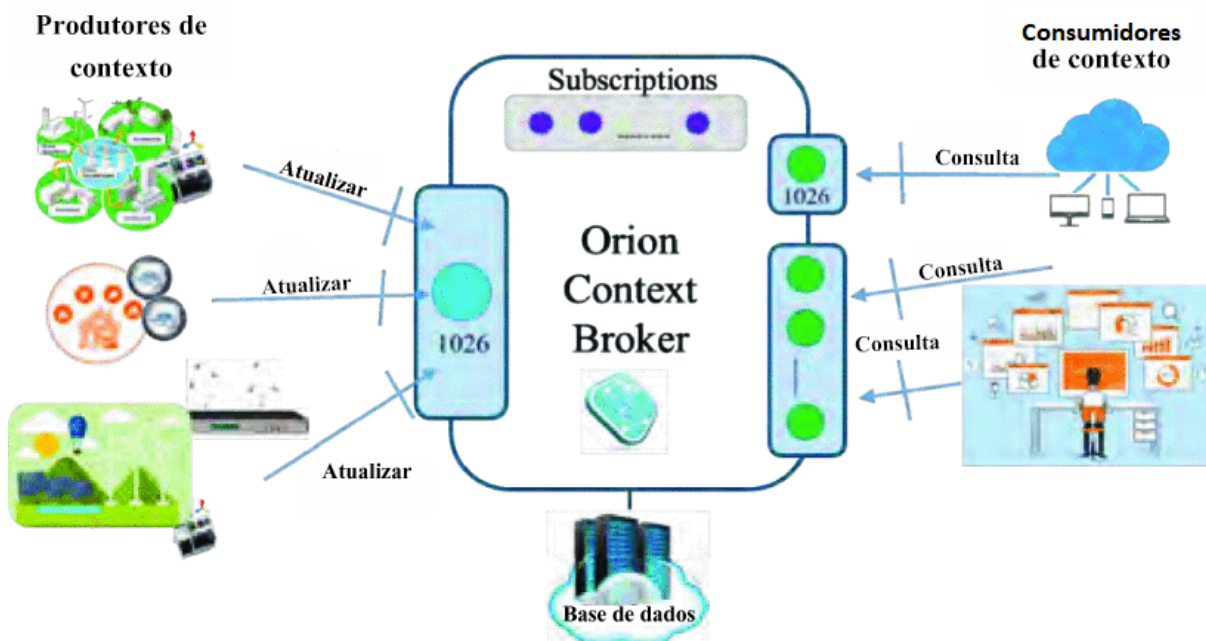 Produtores de
contexto
Atualizar
Atualizar
Atualizar
1026
Subscriptions
Orion
Context
Broker
Base de dados
1026
Consulta
Consulta
Consulta
Consumidores
de contexto